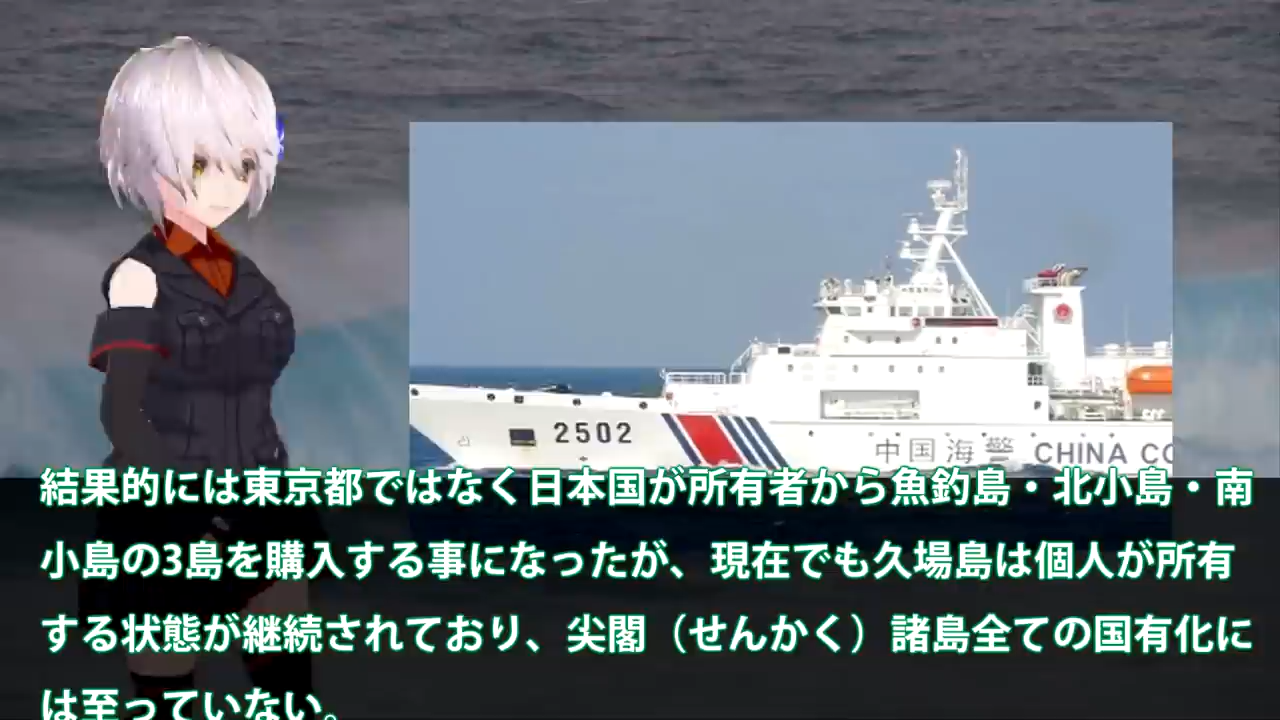 2502
中国海警 CHINA CO
結果的には東京都ではなく日本国が所有者から魚釣島・北小島・南
小島の3島を購入する事になったが、現在でも久場島は個人が所有
する状態が継続されており、尖閣（せんかく）諸島全ての国有化に
は至っていない。